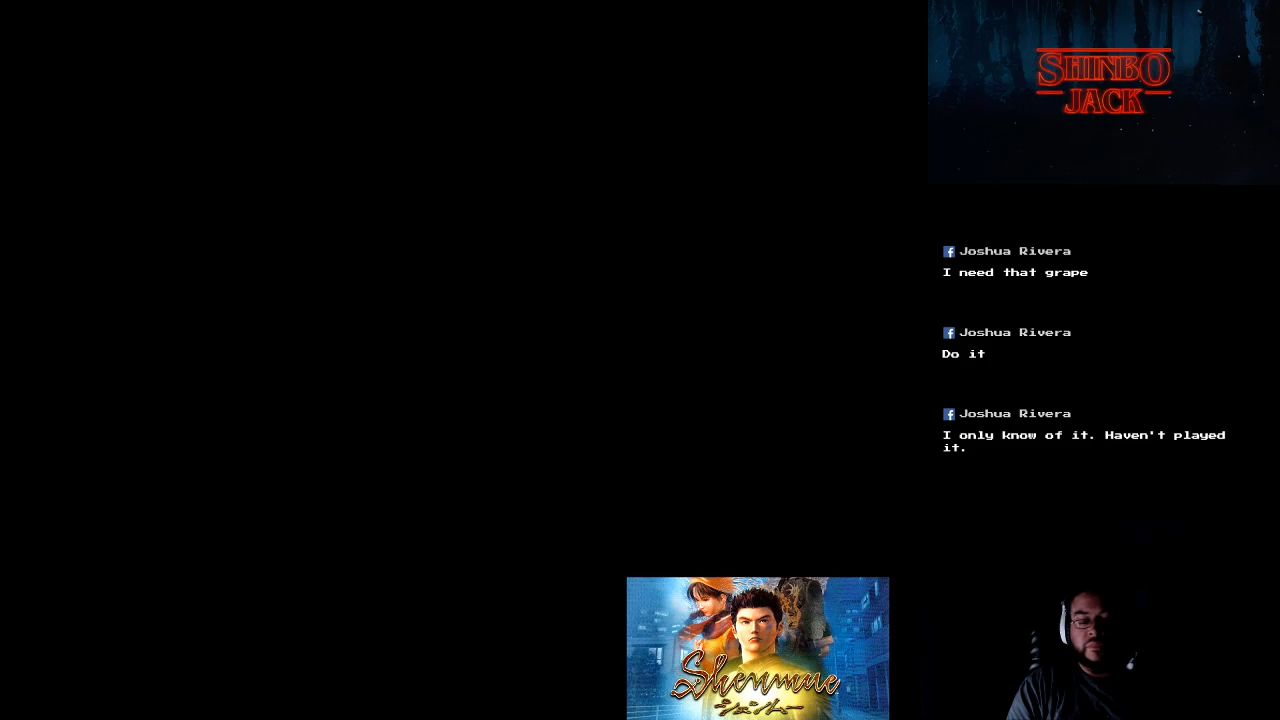 SHINBO
JACK
Joshua Rivera
I need that grape
Joshua Rivera
Do it
Joshua Rivera
I only know of it. Haven't played
it.
Shenmue
シェンムー